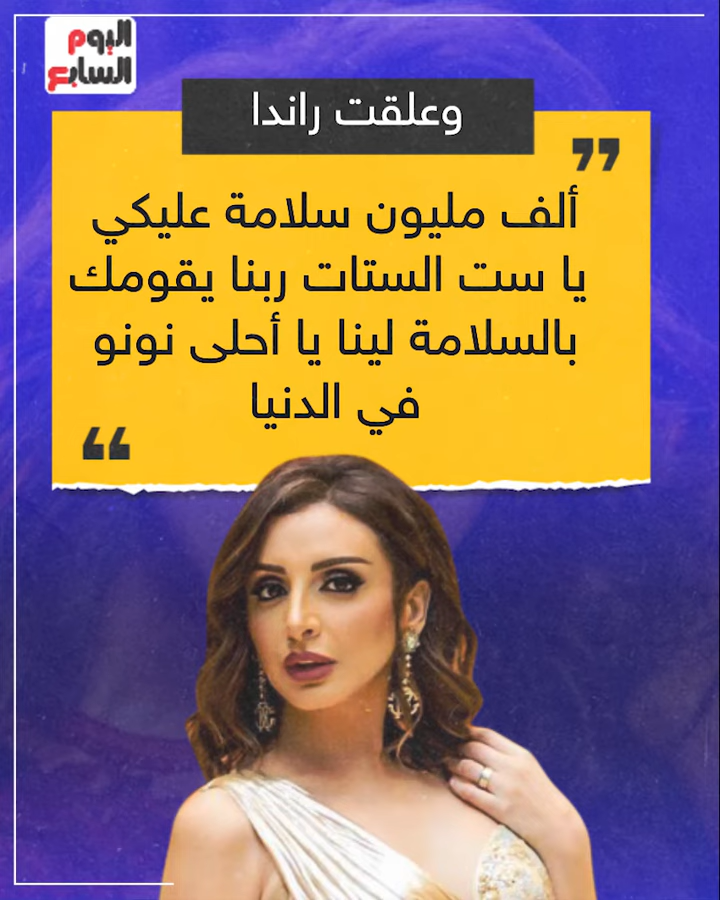 اليوم
السابع
وعلقت راندا
”
ألف مليون سلامة عليكي
يا ست الستات ربنا يقومك
بالسلامة لينا يا أحلى نونو
في الدنيا
“